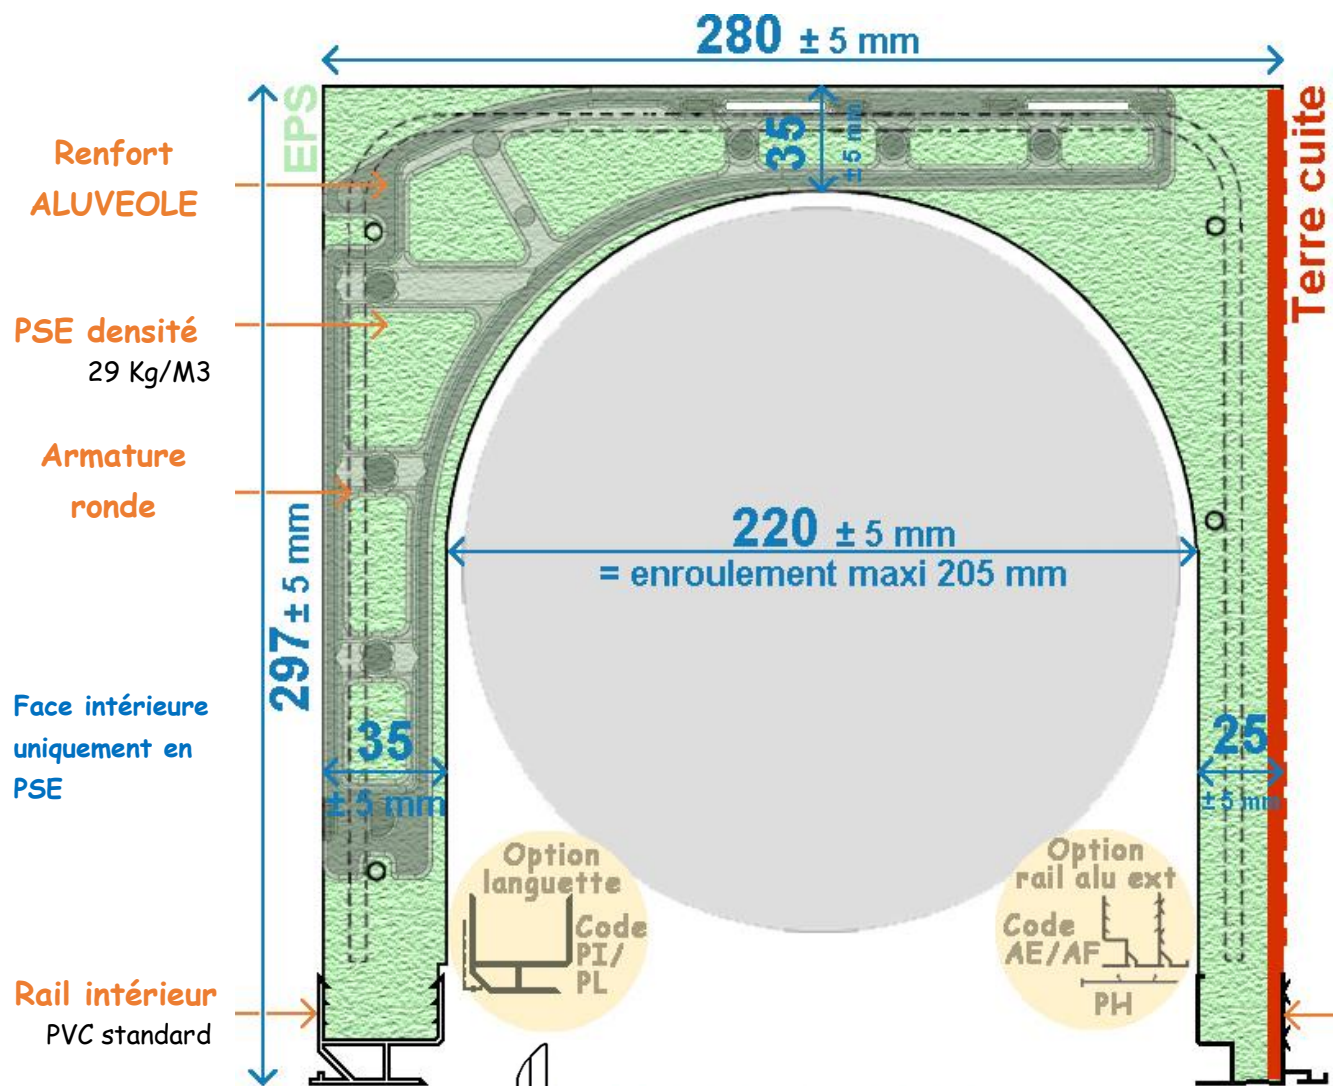 280 ± 5 mm
EPS
35
± 5 mm
Terre cuite
Renfort
ALUVEOLE
PSE densité
29 Kg/M3
Armature
ronde
220 ± 5 mm
= enroulement maxi 205 mm
297 ± 5 mm
Face intérieure
uniquement en
PSE
35
± 5 mm
25
± 5 mm
Option
languette
Code
PI/
PL
Option
rail alu ext
Code
AE/AF
PH
Rail intérieur
PVC standard